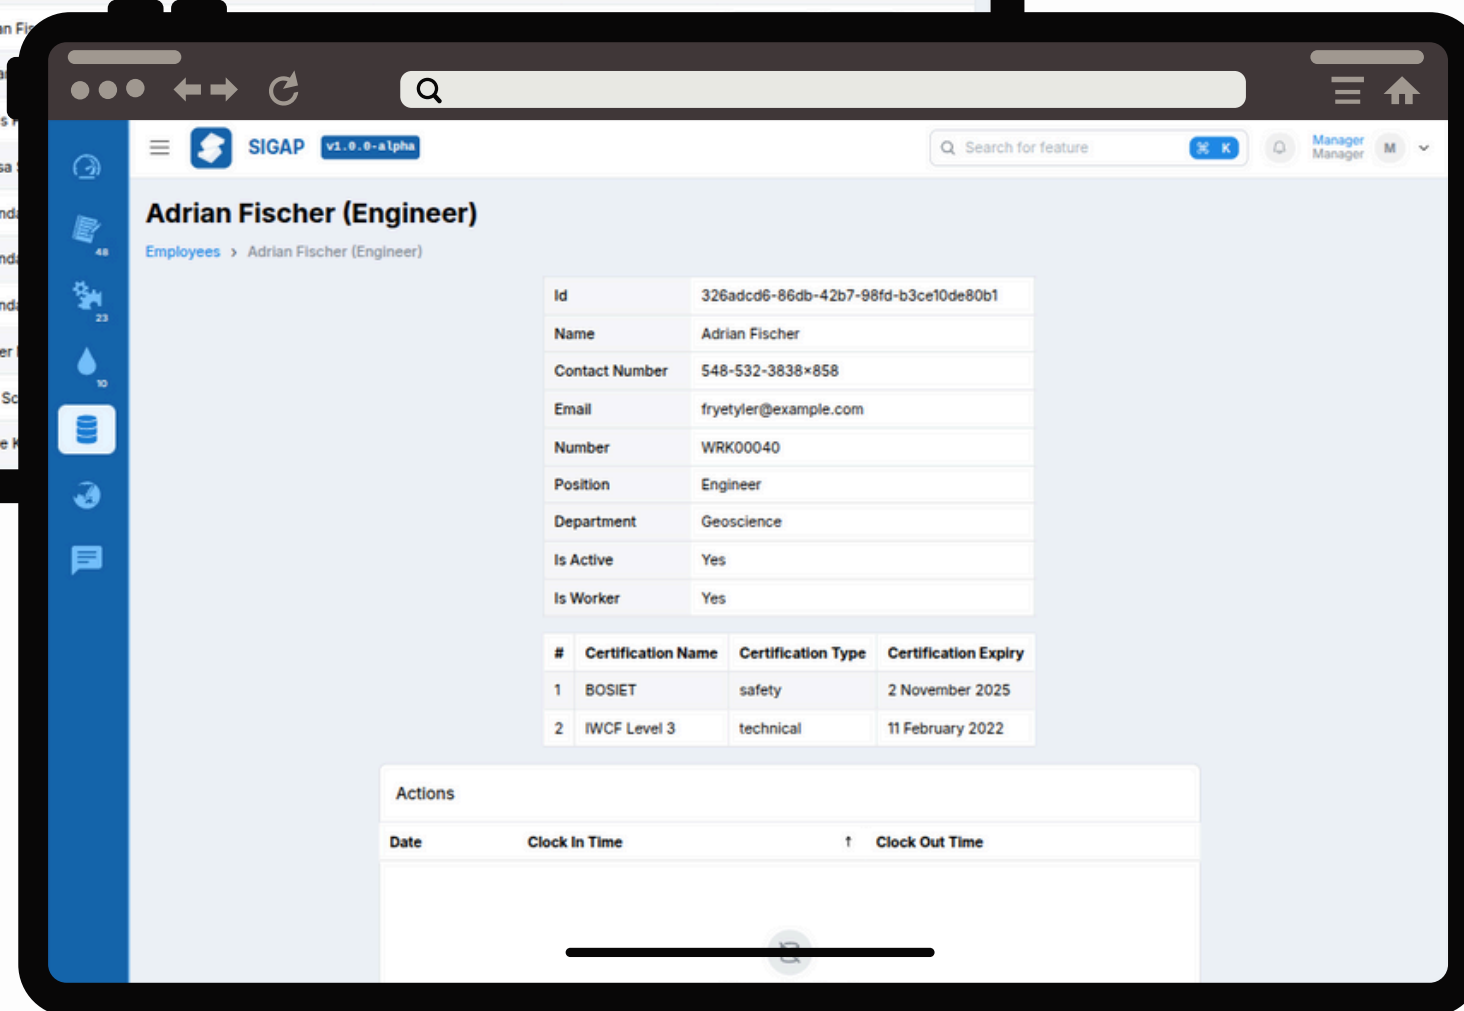 SIGAP v1.0.0-alpha Search for feature ⌘ K Manager
Manager M
Adrian Fischer (Engineer)
Employees > Adrian Fischer (Engineer)
48
23
10
Id 326adcd6-86db-42b7-98fd-b3ce10de80b1
Name Adrian Fischer
Contact Number 548-532-3838×858
Email fryetyler@example.com
Number WRK00040
Position Engineer
Department Geoscience
Is Active Yes
Is Worker Yes
# Certification Name Certification Type Certification Expiry
1 BOSIET safety 2 November 2025
2 IWCF Level 3 technical 11 February 2022
Actions
Date Clock In Time ↑ Clock Out Time